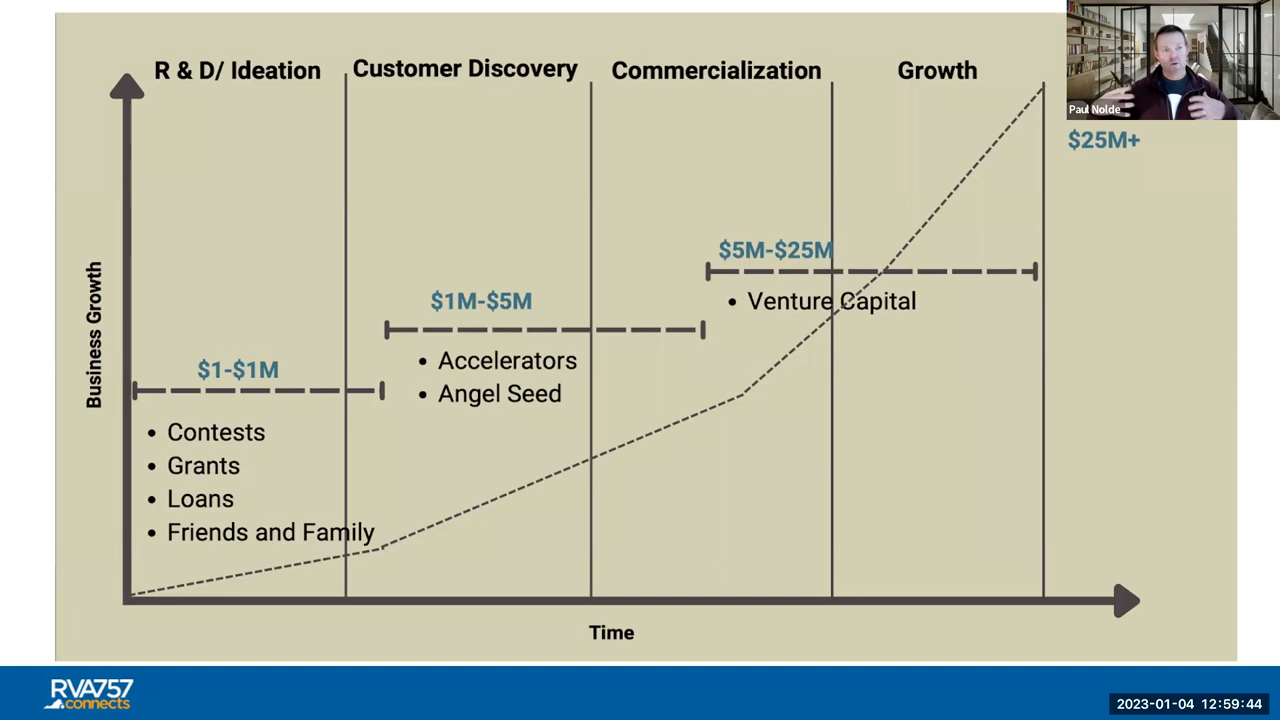 R & D/ Ideation
Customer Discovery
Commercialization
Growth
Paul Nolde
$25M+
$5M-$25M
• Venture Capital
$1M-$5M
• Accelerators
• Angel Seed
$1-$1M
• Contests
• Grants
• Loans
• Friends and Family
Business Growth
Time
RVA757
connects
2023-01-04 12:59:44